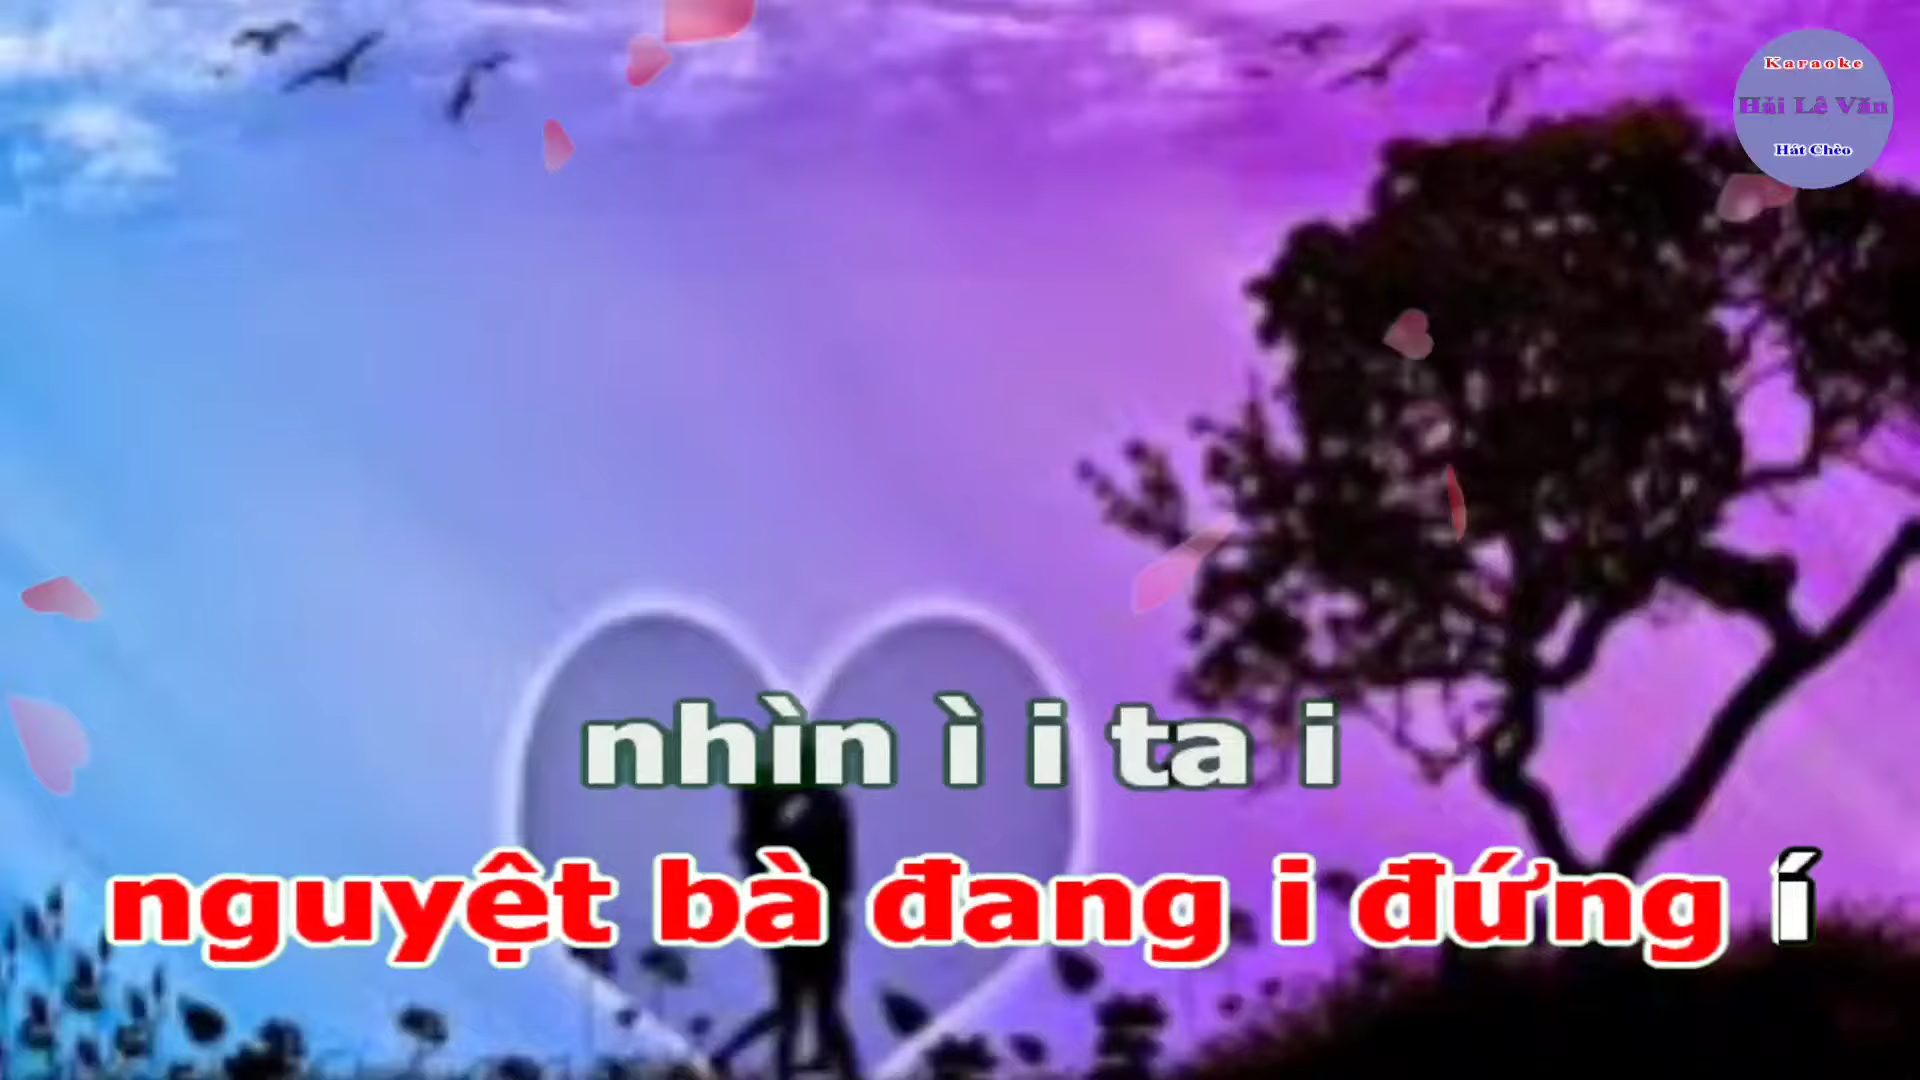 Karaoke
Hải Lê Văn
Hát Chèo
nhìn ì i ta i
nguyệt bà đang i đứng í